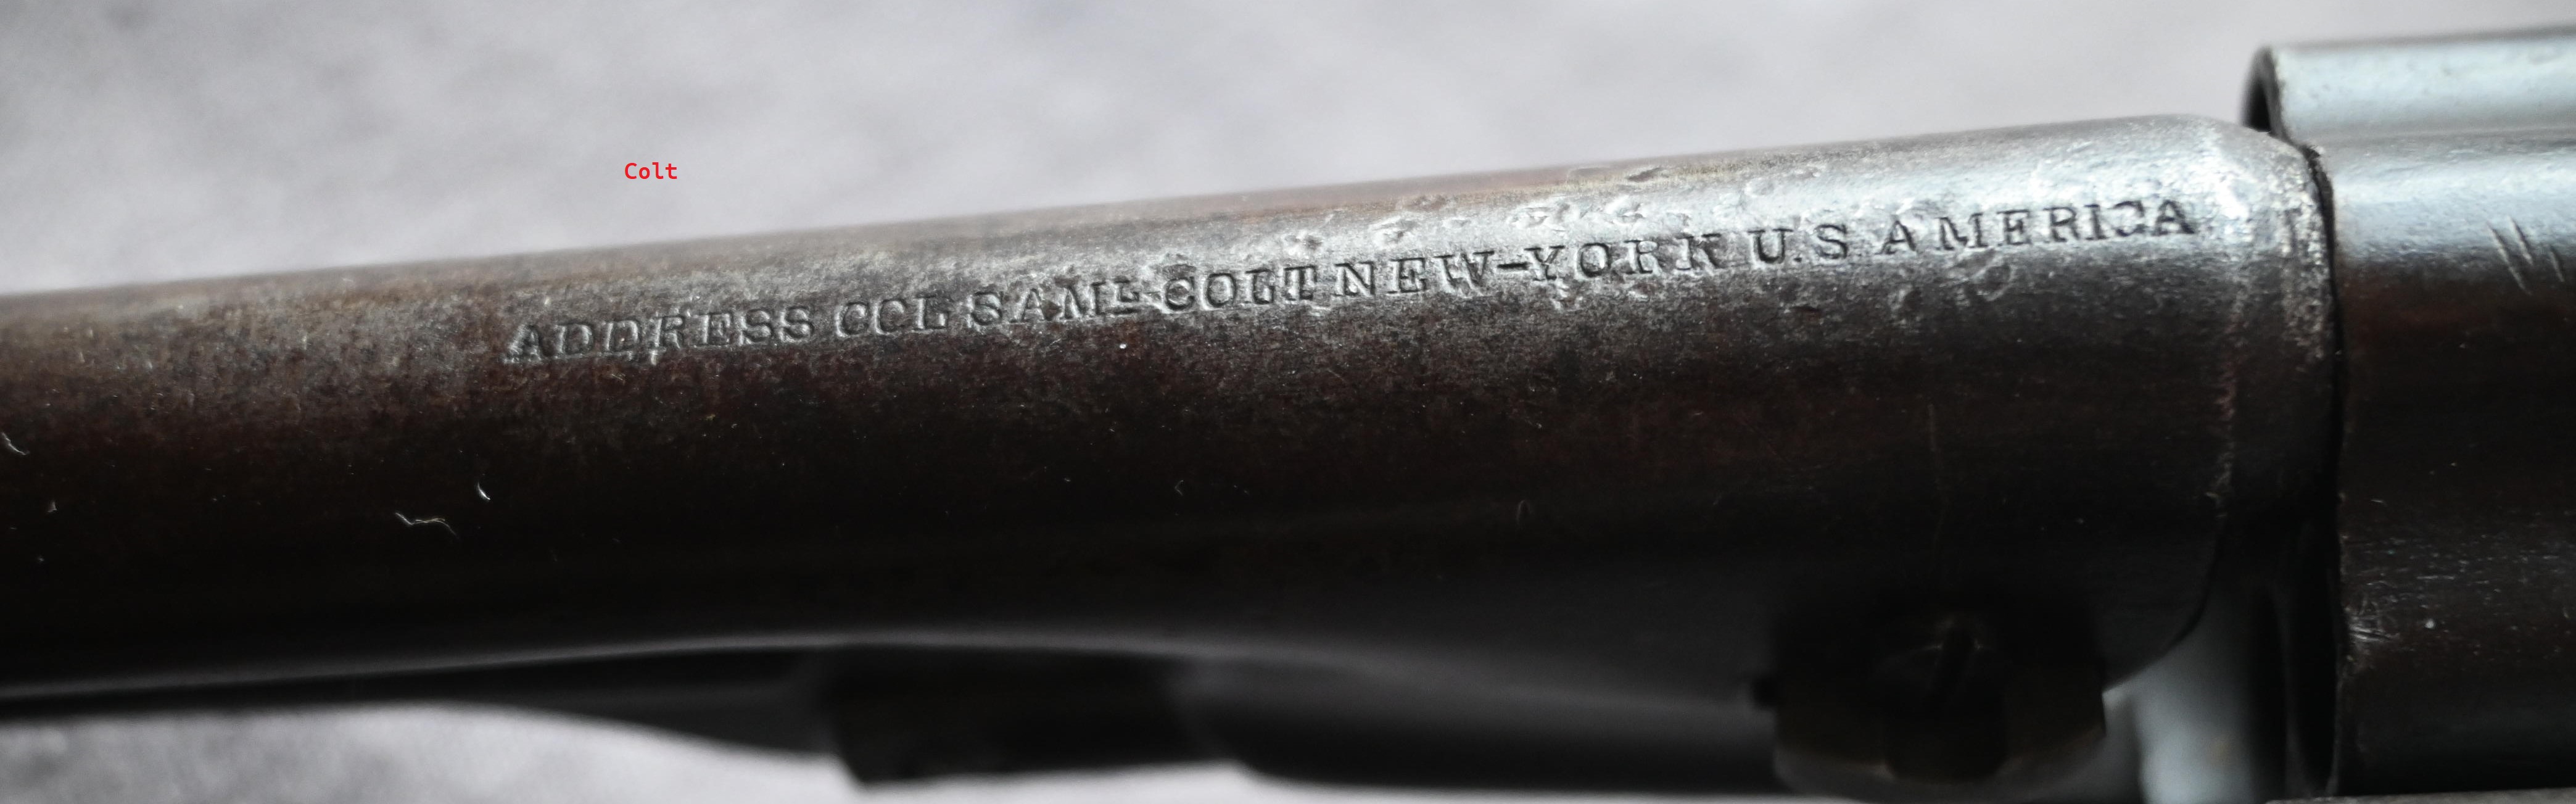 Colt
ADDRESS COL SAML COLT NEW-YORK U.S. AMERICA